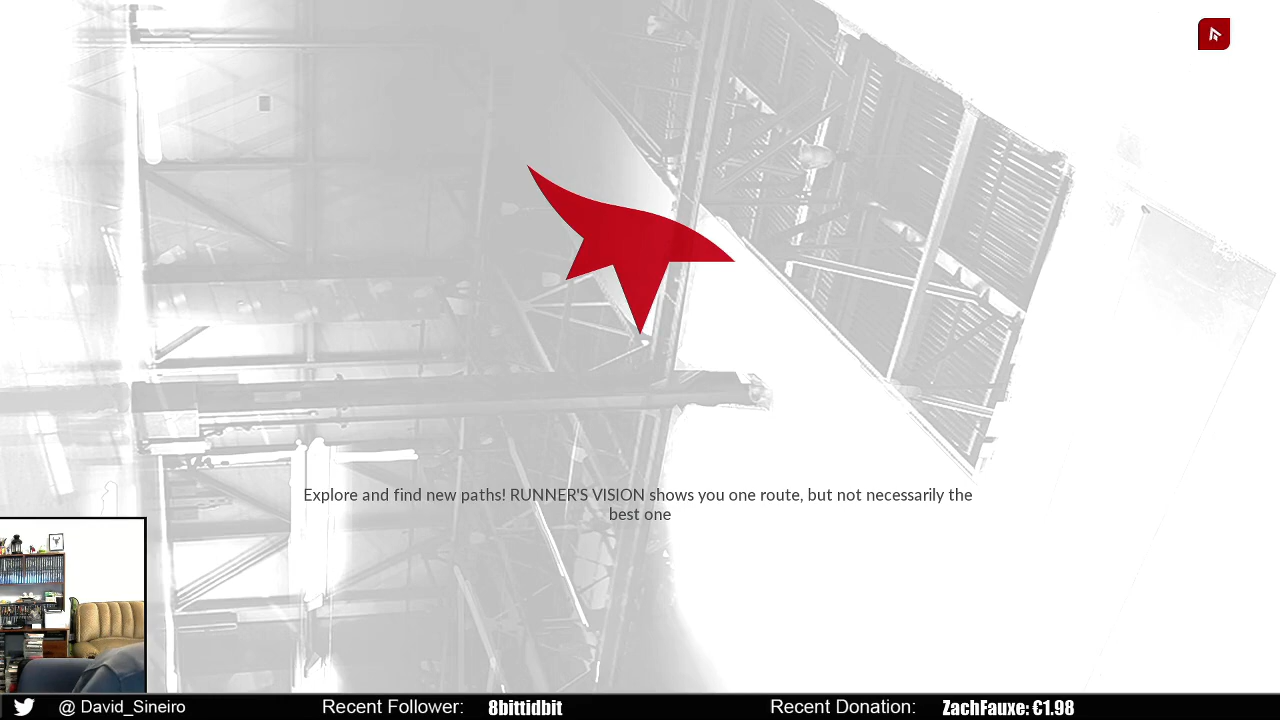 Explore and find new paths! RUNNER'S VISION shows you one route, but not necessarily the
best one
@ David_Sineiro Recent Follower: 8bittidbit Recent Donation: ZachFauxe: €1.98